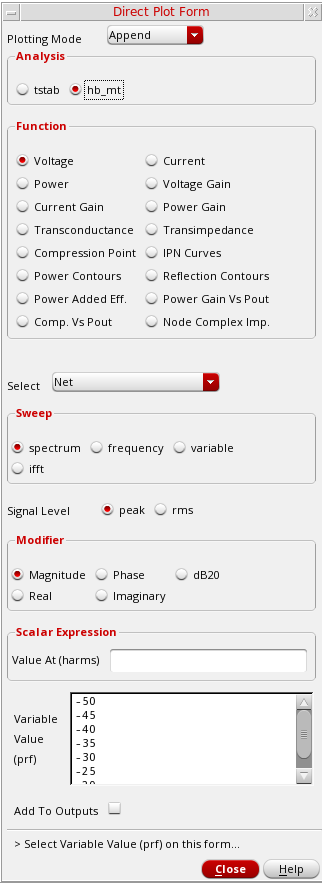 Direct Plot Form
Plotting Mode Append
Analysis
tstab hb_mt
Function
Voltage Current
Power Voltage Gain
Current Gain Power Gain
Transconductance Transimpedance
Compression Point IPN Curves
Power Contours Reflection Contours
Power Added Eff. Power Gain Vs Pout
Comp. Vs Pout Node Complex Imp.
Select Net
Sweep
spectrum frequency variable
ifft
Signal Level peak rms
Modifier
Magnitude Phase dB20
Real Imaginary
Scalar Expression
Value At (harms)
Variable
Value
(prf)
-50
-45
-40
-35
-30
-25
Add To Outputs
> Select Variable Value (prf) on this form...
Close Help